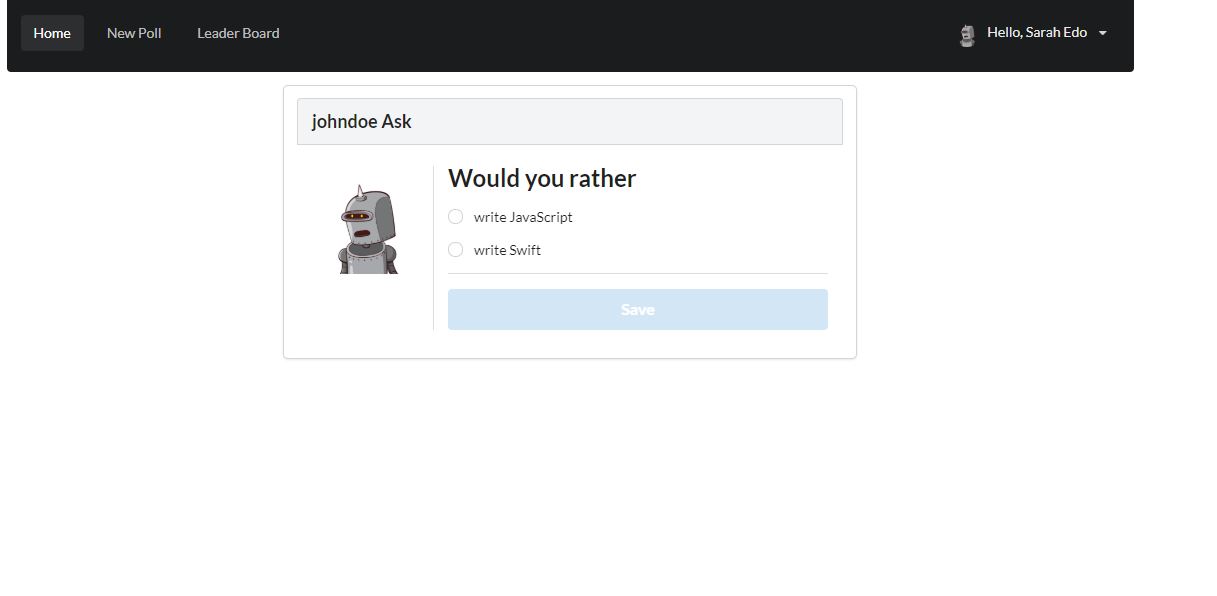 Home New Poll Leader Board Hello, Sarah Edo
johndoe Ask
Would you rather
write JavaScript
write Swift
Save